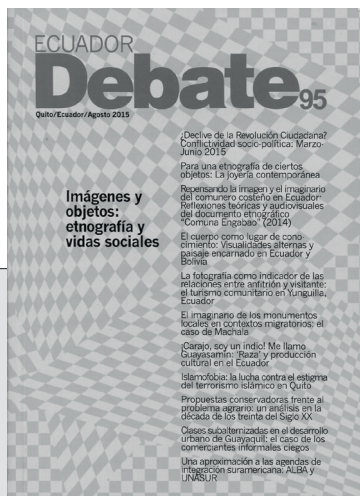 95
ECUADOR
Debate95
Quito/Ecuador/Agosto 2015
Imágenes y
objetos:
etnografía y
vidas sociales
¿Declive de la Revolución Ciudadana?
Conflictividad socio-política: Marzo-
Junio 2015
Para una etnografía de ciertos
objetos: La joyería contemporánea
Repensando la imagen y el imaginario
del comunero costeño en Ecuador
Reflexiones teóricas y audiovisuales
del documento etnográfico
"Comuna Engabao" (2014)
El cuerpo como lugar de cono-
cimiento: Visualidades alternas y
paisaje encarnado en Ecuador y
Bolivia
La fotografía como indicador de las
relaciones entre anfitrión y visitante:
el turismo comunitario en Yunguilla,
Ecuador
El imaginario de los monumentos
locales en contextos migratorios: el
caso de Machala
¡Carajo, soy un indio! Me llamo
Guayasamín: 'Raza' y producción
cultural en el Ecuador
Islamofobia: la lucha contra el estigma
del terrorismo islámico en Quito
Propuestas conservadoras frente al
problema agrario: un análisis en la
década de los treinta del Siglo XX
Clases subalternizadas en el desarrollo
urbano de Guayaquil: el caso de los
comerciantes informales ciegos
Una aproximación a las agendas de
integración suramericana: ALBA y
UNASUR